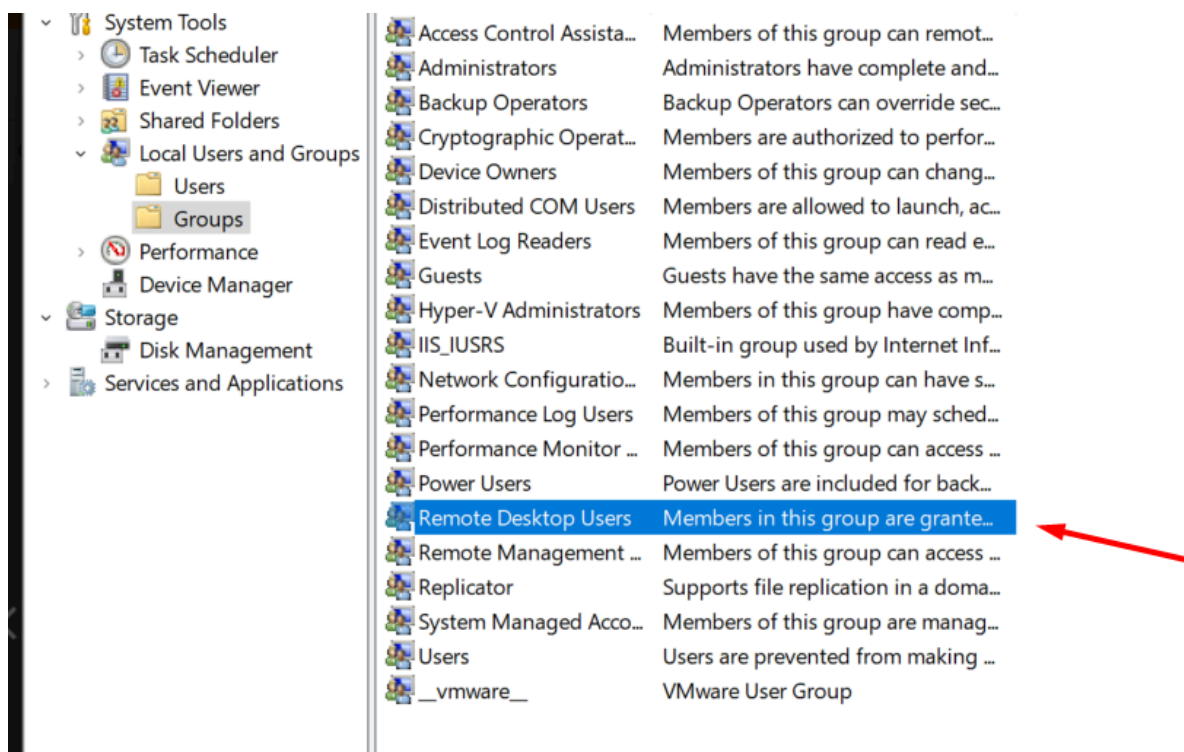 System Tools
Task Scheduler
Event Viewer
Shared Folders
Local Users and Groups
Users
Groups
Performance
Device Manager
Storage
Disk Management
Services and Applications
Access Control Assista... Members of this group can remot...
Administrators Administrators have complete and...
Backup Operators Backup Operators can override sec...
Cryptographic Operat... Members are authorized to perfor...
Device Owners Members of this group can chang...
Distributed COM Users Members are allowed to launch, ac...
Event Log Readers Members of this group can read e...
Guests Guests have the same access as m...
Hyper-V Administrators Members of this group have comp...
IIS_IUSRS Built-in group used by Internet Inf...
Network Configuratio... Members in this group can have s...
Performance Log Users Members of this group may sched...
Performance Monitor ... Members of this group can access ...
Power Users Power Users are included for back...
Remote Desktop Users Members in this group are grante...
Remote Management ... Members of this group can access ...
Replicator Supports file replication in a doma...
System Managed Acco... Members of this group are manag...
Users Users are prevented from making ...
__vmware__ VMware User Group